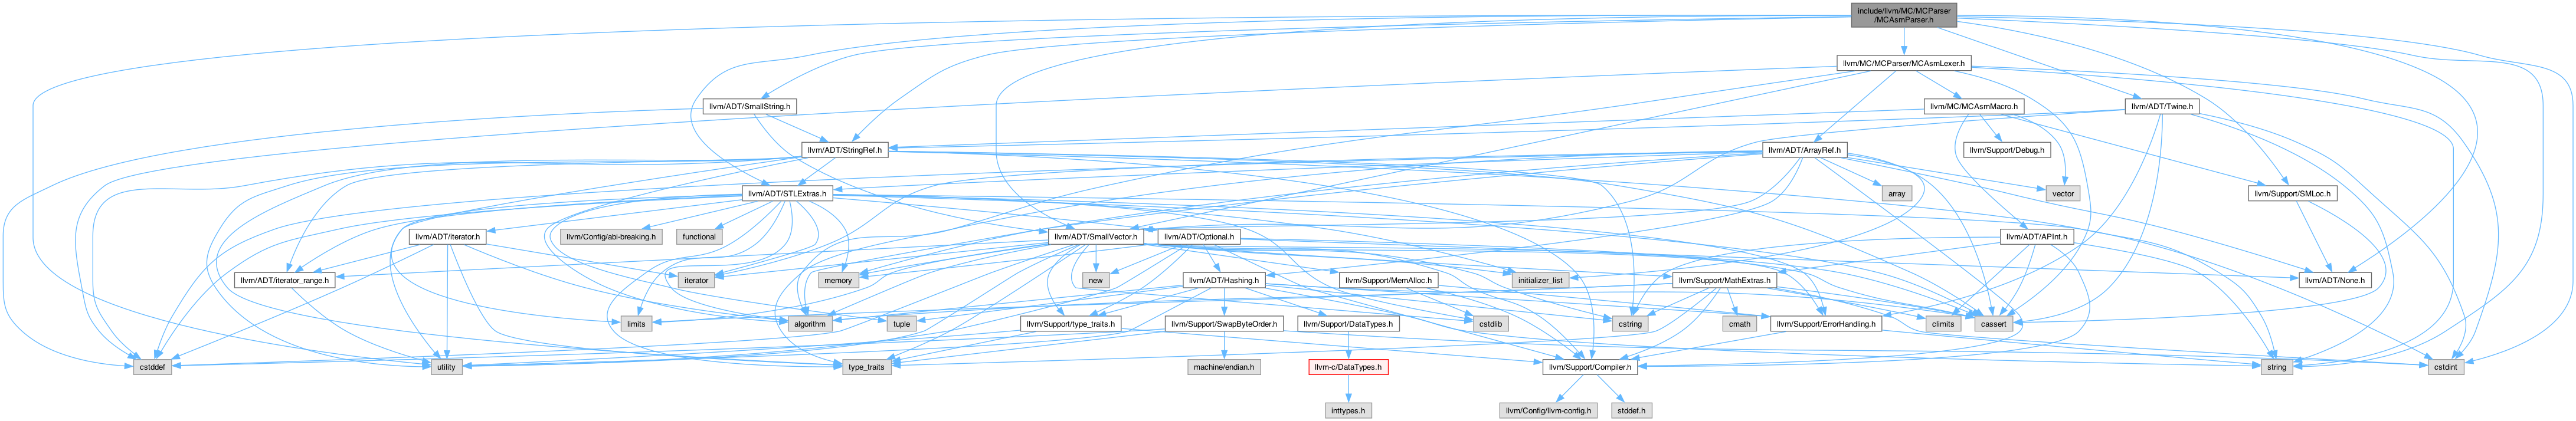 include/llvm/MC/MCParser
/MCAsmParser.h
llvm/MC/MCParser/MCAsmLexer.h
llvm/ADT/SmallString.h
llvm/MC/MCAsmMacro.h
llvm/ADT/Twine.h
llvm/ADT/StringRef.h
llvm/ADT/ArrayRef.h
llvm/Support/Debug.h
llvm/ADT/STLExtras.h
array
vector
llvm/Support/SMLoc.h
llvm/ADT/iterator.h
llvm/Config/abi-breaking.h
functional
llvm/ADT/SmallVector.h
llvm/ADT/Optional.h
llvm/ADT/APInt.h
llvm/ADT/iterator_range.h
iterator
memory
new
llvm/ADT/Hashing.h
llvm/Support/MemAlloc.h
initializer_list
llvm/Support/MathExtras.h
llvm/ADT/None.h
limits
algorithm
tuple
llvm/Support/type_traits.h
llvm/Support/SwapByteOrder.h
llvm/Support/DataTypes.h
cstdlib
cstring
cmath
llvm/Support/ErrorHandling.h
climits
cassert
cstddef
utility
type_traits
machine/endian.h
llvm-c/DataTypes.h
llvm/Support/Compiler.h
string
cstdint
inttypes.h
llvm/Config/llvm-config.h
stddef.h